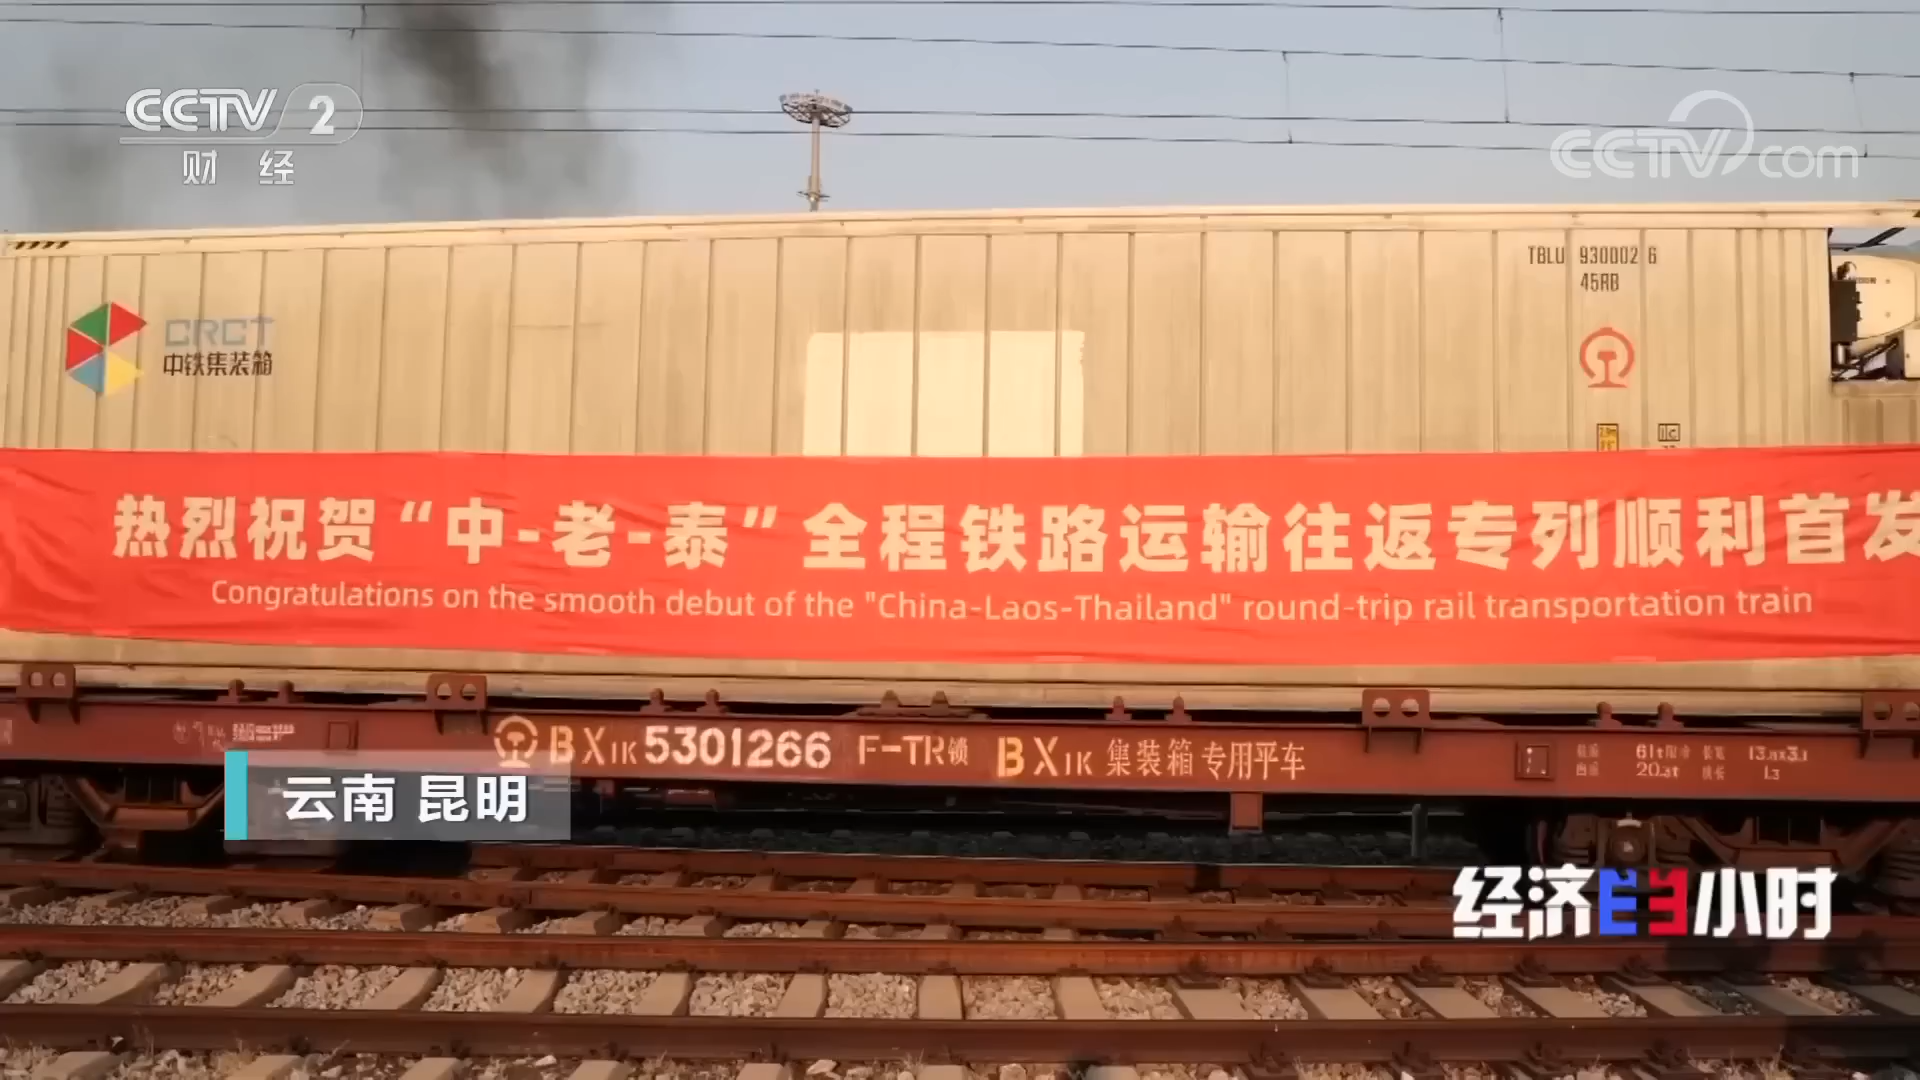 CCTV 2
财经
CCTV.com
TBLU 930002 6
45RB
CRCT
中铁集装箱
热烈祝贺“中-老-泰”全程铁路运输往返专列顺利首发
Congratulations on the smooth debut of the "China-Laos-Thailand" round-trip rail transportation train
BX1K 5301266 F-TR锁 BX1K 集装箱专用平车
云南 昆明
经济半小时